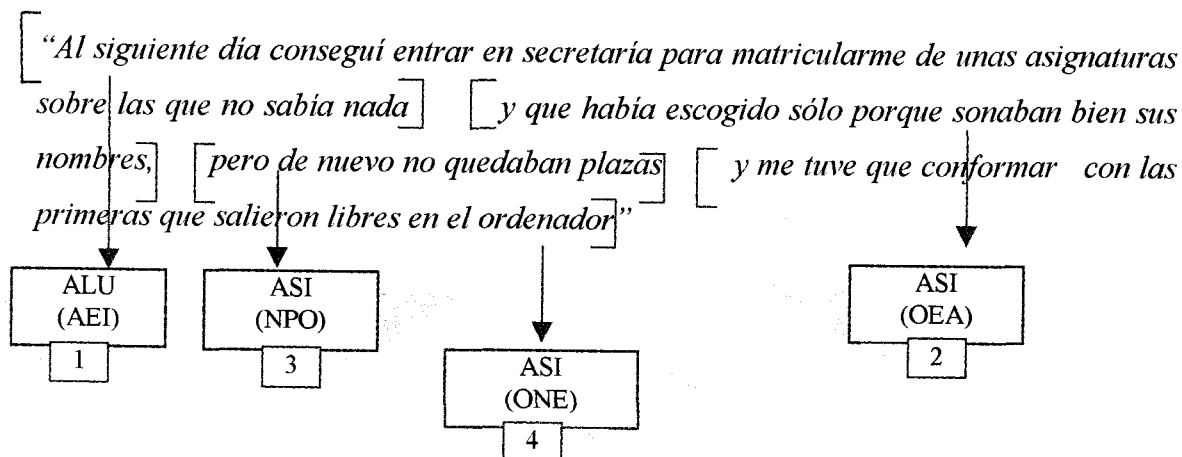 “Al siguiente día conseguí entrar en secretaría para matricularme de unas asignaturas
sobre las que no sabía nada] [y que había escogido sólo porque sonaban bien sus
nombres,] [pero de nuevo no quedaban plazas] [ y me tuve que conformar con las
primeras que salieron libres en el ordenador]”
ALU
(AEI)
1
ASI
(NPO)
3
ASI
(ONE)
4
ASI
(OEA)
2